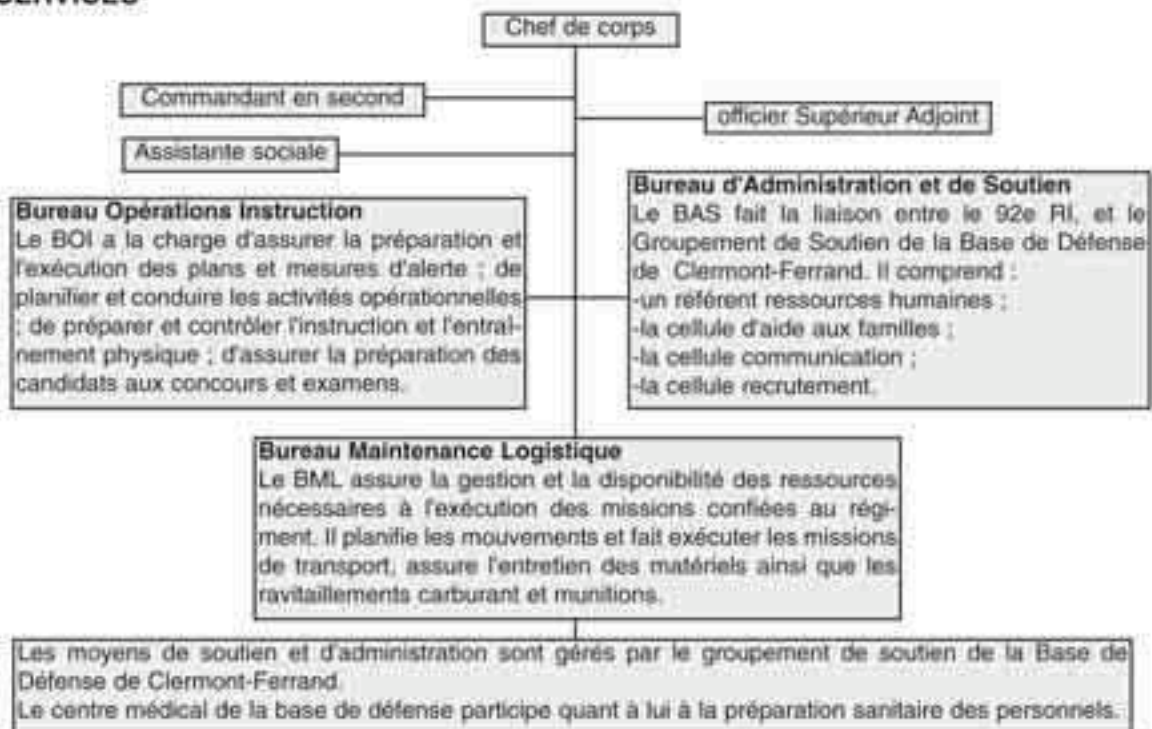 SERVICES
Chef de corps
Commandant en second
officier Supérieur Adjoint
Assistante sociale
Bureau Opérations Instruction
Le BOI a la charge d'assurer la préparation et
l'exécution des plans et mesures d'alerte ; de
planifier et conduire les activités opérationnelles
; de préparer et contrôler l'instruction et l'entraî-
nement physique ; d'assurer la préparation des
candidats aux concours et examens.
Bureau d'Administration et de Soutien
Le BAS fait la liaison entre le 92e RI, et le
Groupement de Soutien de la Base de Défense
de Clermont-Ferrand. Il comprend :
-un référent ressources humaines ;
-la cellule d'aide aux familles ;
-la cellule communication ;
-la cellule recrutement.
Bureau Maintenance Logistique
Le BML assure la gestion et la disponibilité des ressources
nécessaires à l'exécution des missions confiées au régi-
ment. Il planifie les mouvements et fait exécuter les missions
de transport, assure l'entretien des matériels ainsi que les
ravitaillements carburant et munitions.
Les moyens de soutien et d'administration sont gérés par le groupement de soutien de la Base de
Défense de Clermont-Ferrand.
Le centre médical de la base de défense participe quant à lui à la préparation sanitaire des personnels.